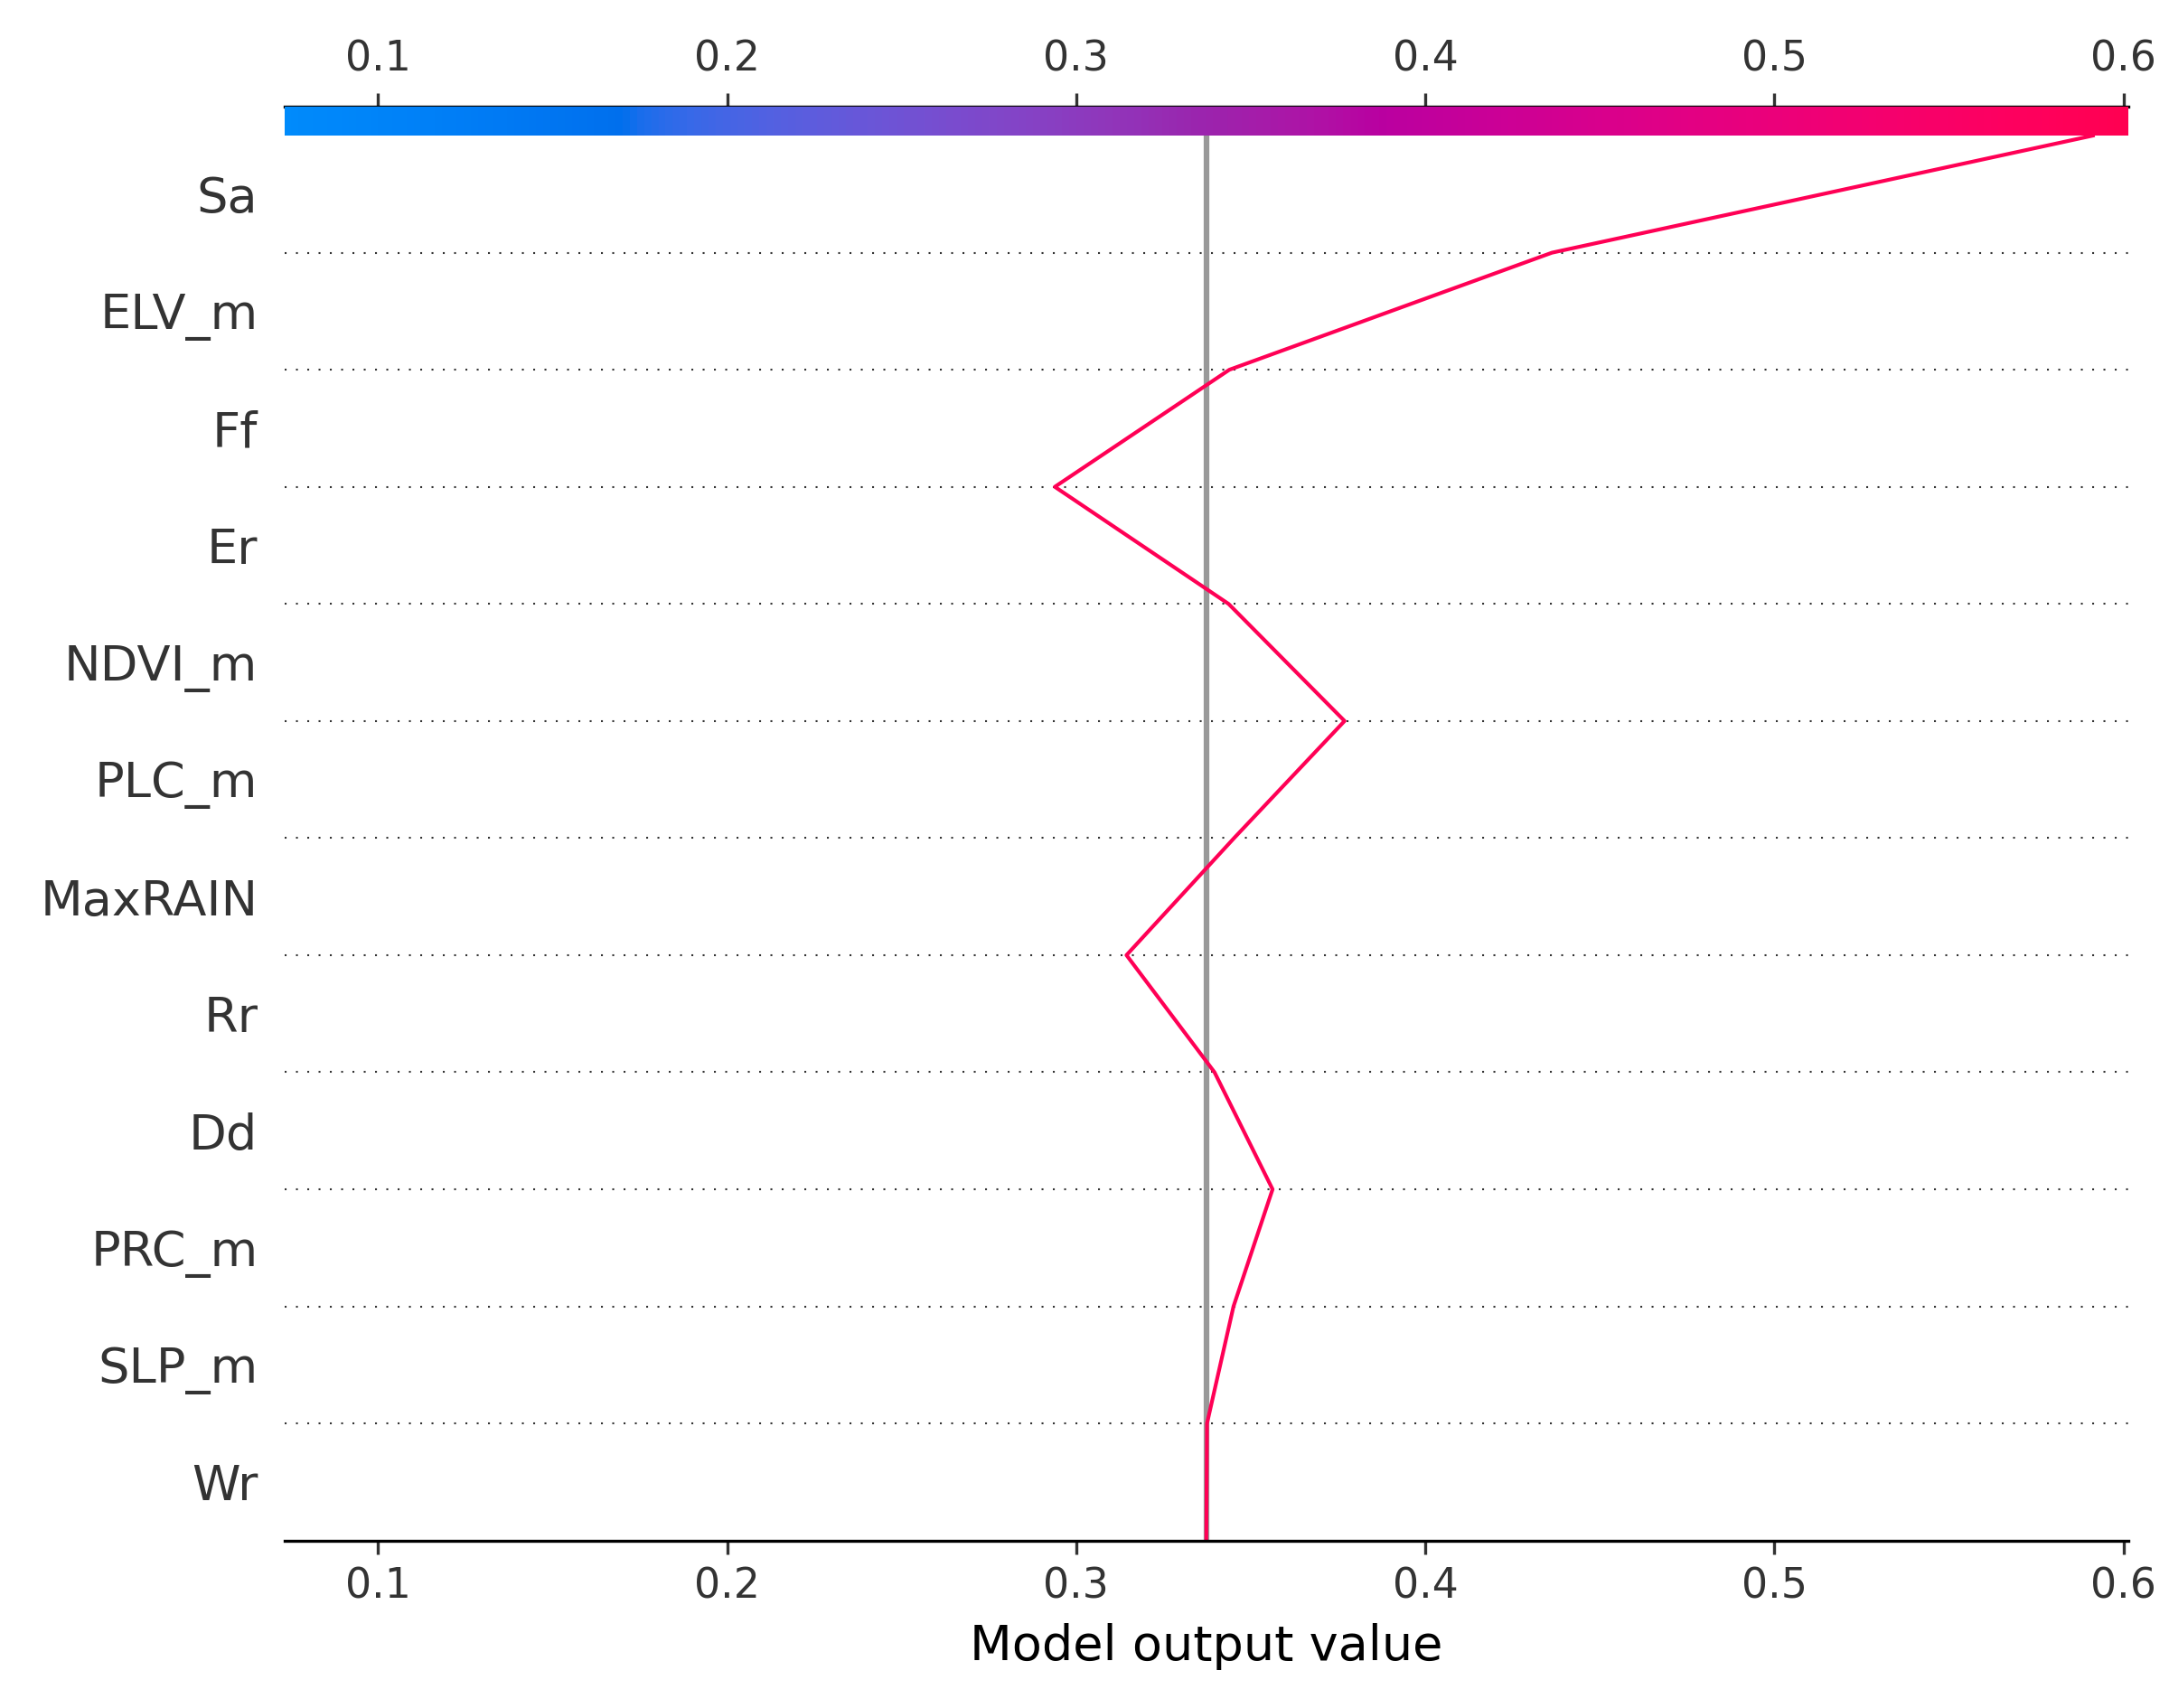 0.1 0.2 0.3 0.4 0.5 0.6
Sa
ELV_m
Ff
Er
NDVI_m
PLC_m
MaxRAIN
Rr
Dd
PRC_m
SLP_m
Wr
0.1 0.2 0.3 0.4 0.5 0.6
Model output value